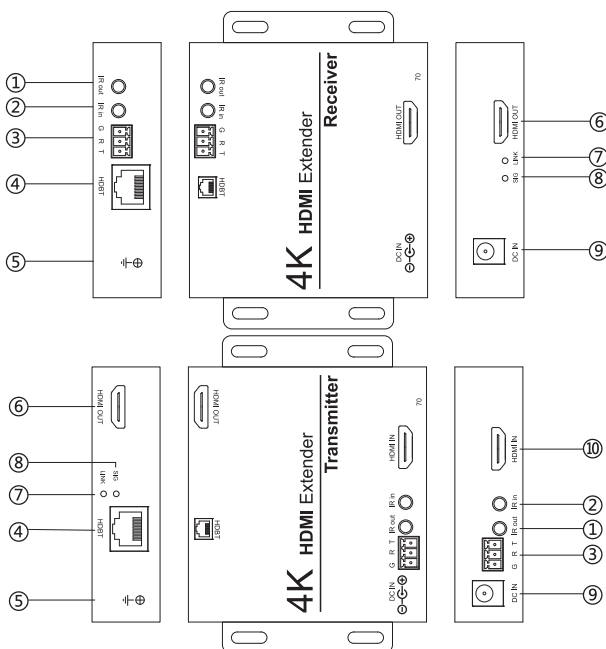 ①
IR out
②
IR in
③
G R T
④
HDBT
⑤
IR out
IR in
G R T
HDBT
4K HDMI Extender
Receiver
70
HDMI OUT
DC IN
HDMI OUT
⑥
LINK
⑦
SIG
⑧
DC IN
⑨
⑥
HDMI OUT
⑧
SIG
LINK
⑦
④
HDBT
⑤
HDMI OUT
HDBT
4K HDMI Extender
Transmitter
70
HDMI IN
IR in
IR out
G R T
DC IN
HDMI IN
⑩
IR in
②
IR out
①
G R T
③
DC IN
⑨